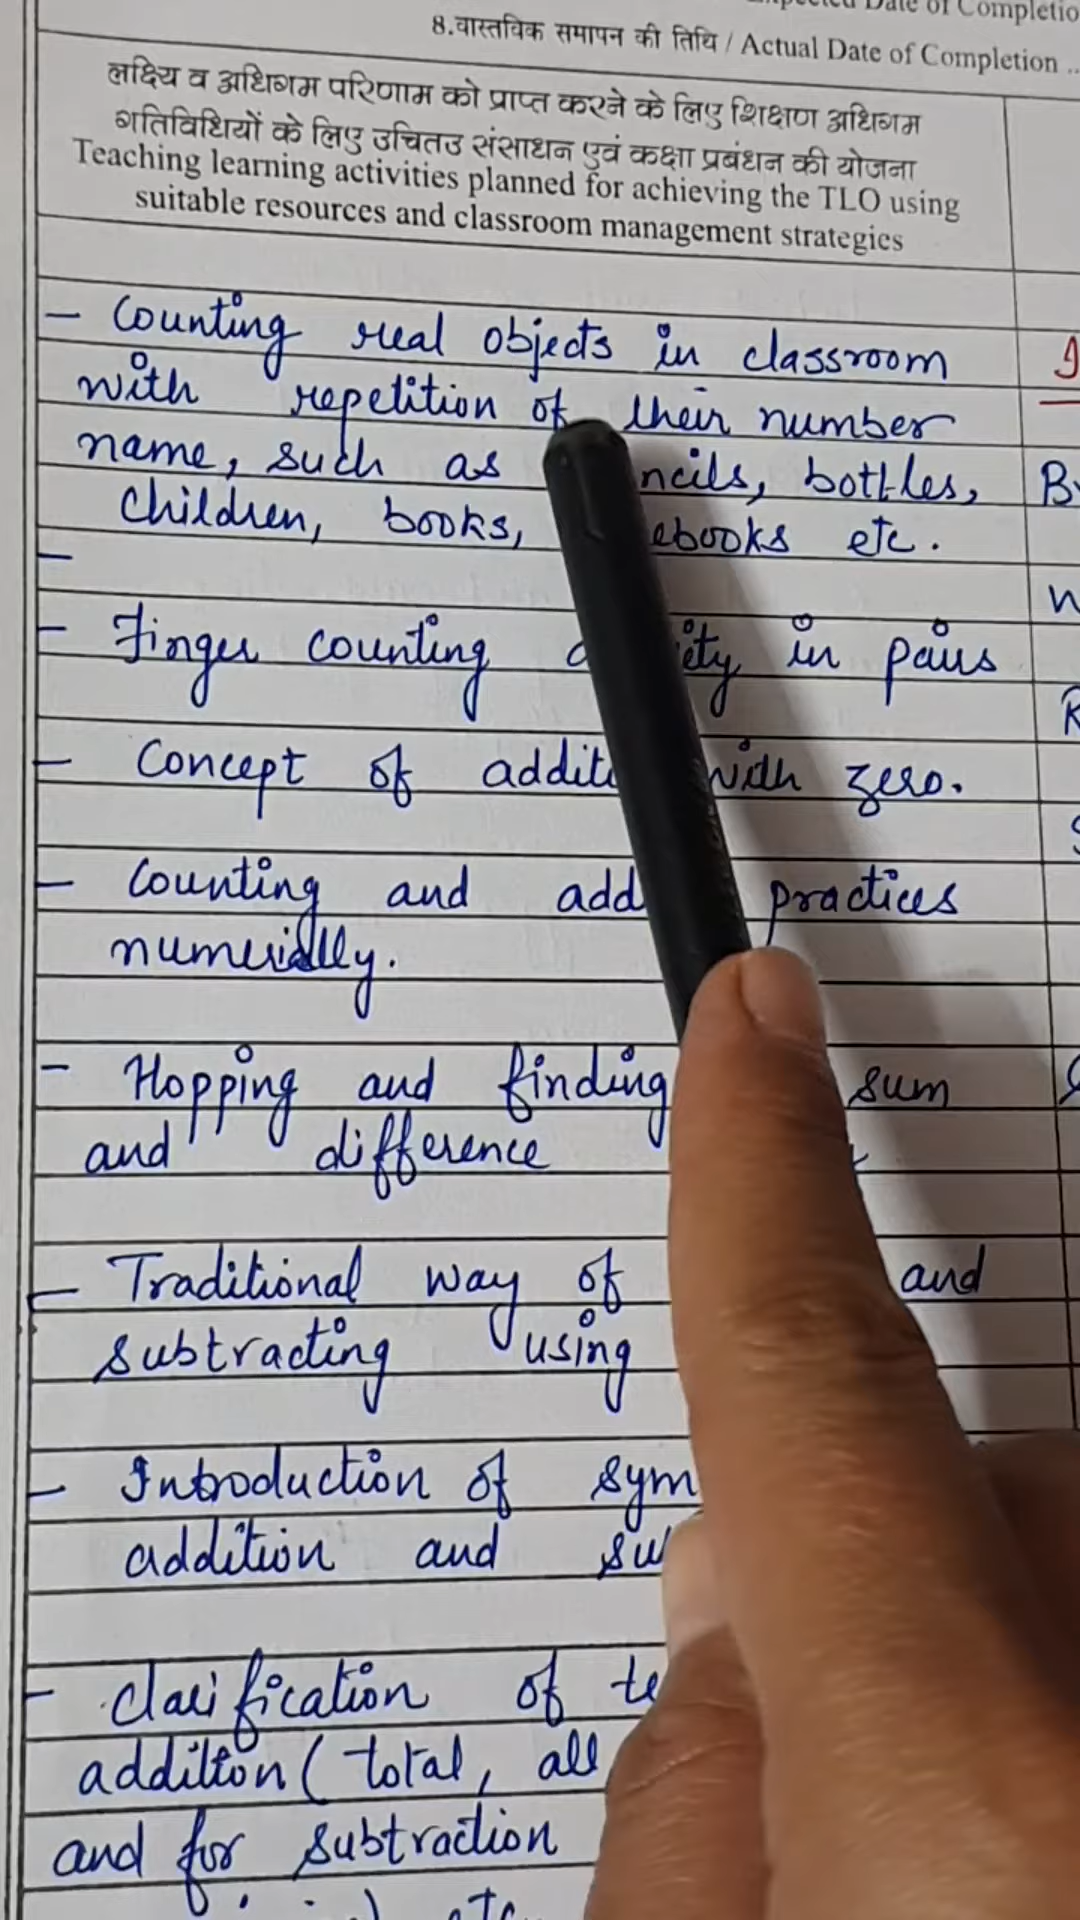 Date of Completio
8.वास्तविक समापन की तिथि / Actual Date of Completion ..
लक्ष्यि व अधिगम परिणाम को प्राप्त करने के लिए शिक्षण अधिगम
गतिविधियों के लिए उचितउ संसाधन एवं कक्षा प्रबंधन की योजना
Teaching learning activities planned for achieving the TLO using
suitable resources and classroom management strategies
- Counting real objects in classroom
with repetition of their number
name, such as ncils, bottles,
children, books, ebooks etc.
-
- Finger counting in pairs
- Concept of addit with zero.
- Counting and add practices
numerially.
- Hopping and finding sum
and difference
- Traditional way of and
subtracting using
- Introduction of sym
addition and su
- Clarification of te
addition ( total, all
and for subtraction
etc